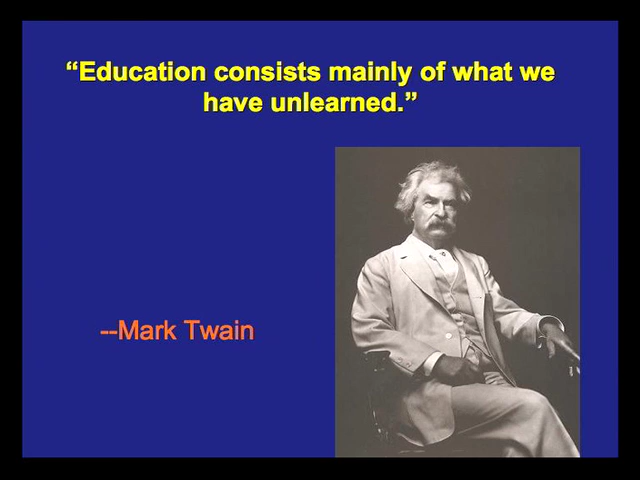 “Education consists mainly of what we
have unlearned.”
--Mark Twain